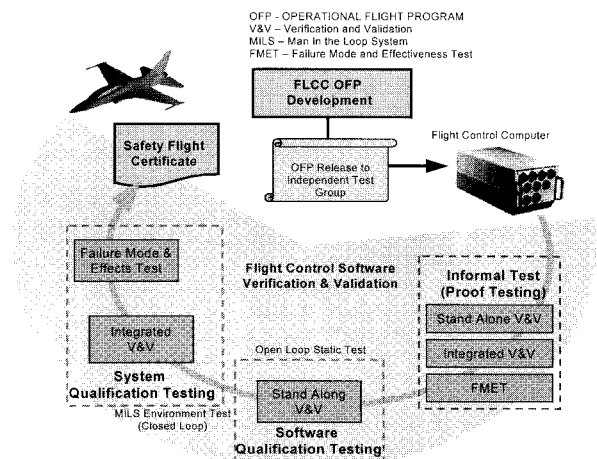 OFP - OPERATIONAL FLIGHT PROGRAM
V&V – Verification and Validation
MILS – Man In the Loop System
FMET – Failure Mode and Effectiveness Test
FLCC OFP
Development
Safety Flight
Certificate
OFP Release to
Independent Test
Group
Flight Control Computer
Failure Mode &
Effects Test
Integrated
V&V
System
Qualification Testing
MILS Environment Test
(Closed Loop)
Flight Control Software
Verification & Validation
Open Loop Static Test
Stand Along
V&V
Software
Qualification Testing
Informal Test
(Proof Testing)
Stand Alone V&V
Integrated V&V
FMET